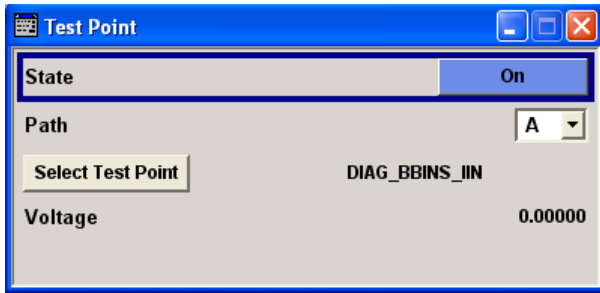 Test Point
State On
Path A
Select Test Point DIAG_BBINS_IIN
Voltage 0.00000